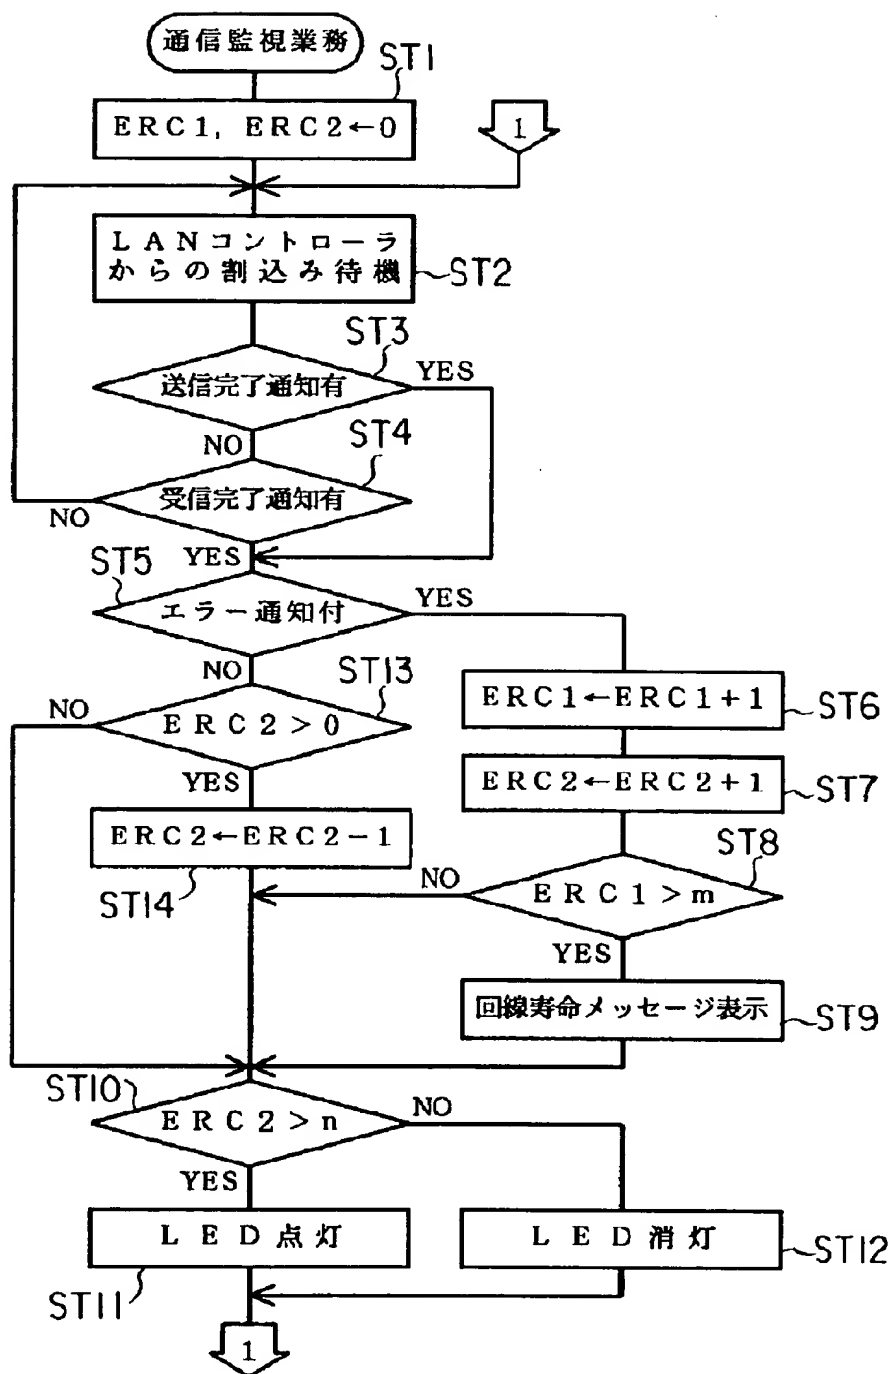 通信監視業務
ST1
ERC1, ERC2←0
1
LANコントローラ
からの割込み待機
ST2
ST3
送信完了通知有
YES
NO
ST4
受信完了通知有
NO
YES
ST5
エラー通知付
YES
NO
ST13
ERC2>0
NO
YES
ERC1←ERC1+1
ST6
ERC2←ERC2+1
ST7
ERC2←ERC2-1
ST14
ST8
ERC1>m
NO
YES
回線寿命メッセージ表示
ST9
ST10
ERC2>n
NO
YES
LED点灯
ST11
LED消灯
ST12
1